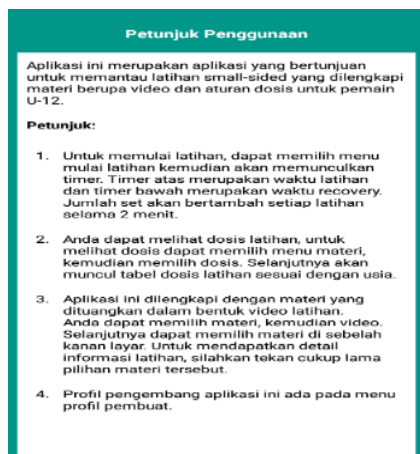 Petunjuk Penggunaan
Aplikasi ini merupakan aplikasi yang bertunjuan
untuk memantau latihan small-sided yang dilengkapi
materi berupa video dan aturan dosis untuk pemain
U-12.
Petunjuk:
1. Untuk memulai latihan, dapat memilih menu
mulai latihan kemudian akan memunculkan
timer. Timer atas merupakan waktu latihan
dan timer bawah merupakan waktu recovery.
Jumlah set akan bertambah setiap latihan
selama 2 menit.
2. Anda dapat melihat dosis latihan, untuk
melihat dosis dapat memilih menu materi,
kemudian memilih dosis. Selanjutnya akan
muncul tabel dosis latihan sesuai dengan usia.
3. Aplikasi ini dilengkapi dengan materi yang
dituangkan dalam bentuk video latihan.
Anda dapat memilih materi, kemudian video.
Selanjutnya dapat memilih materi di sebelah
kanan layar. Untuk mendapatkan detail
informasi latihan, silahkan tekan cukup lama
pilihan materi tersebut.
4. Profil pengembang aplikasi ini ada pada menu
profil pembuat.